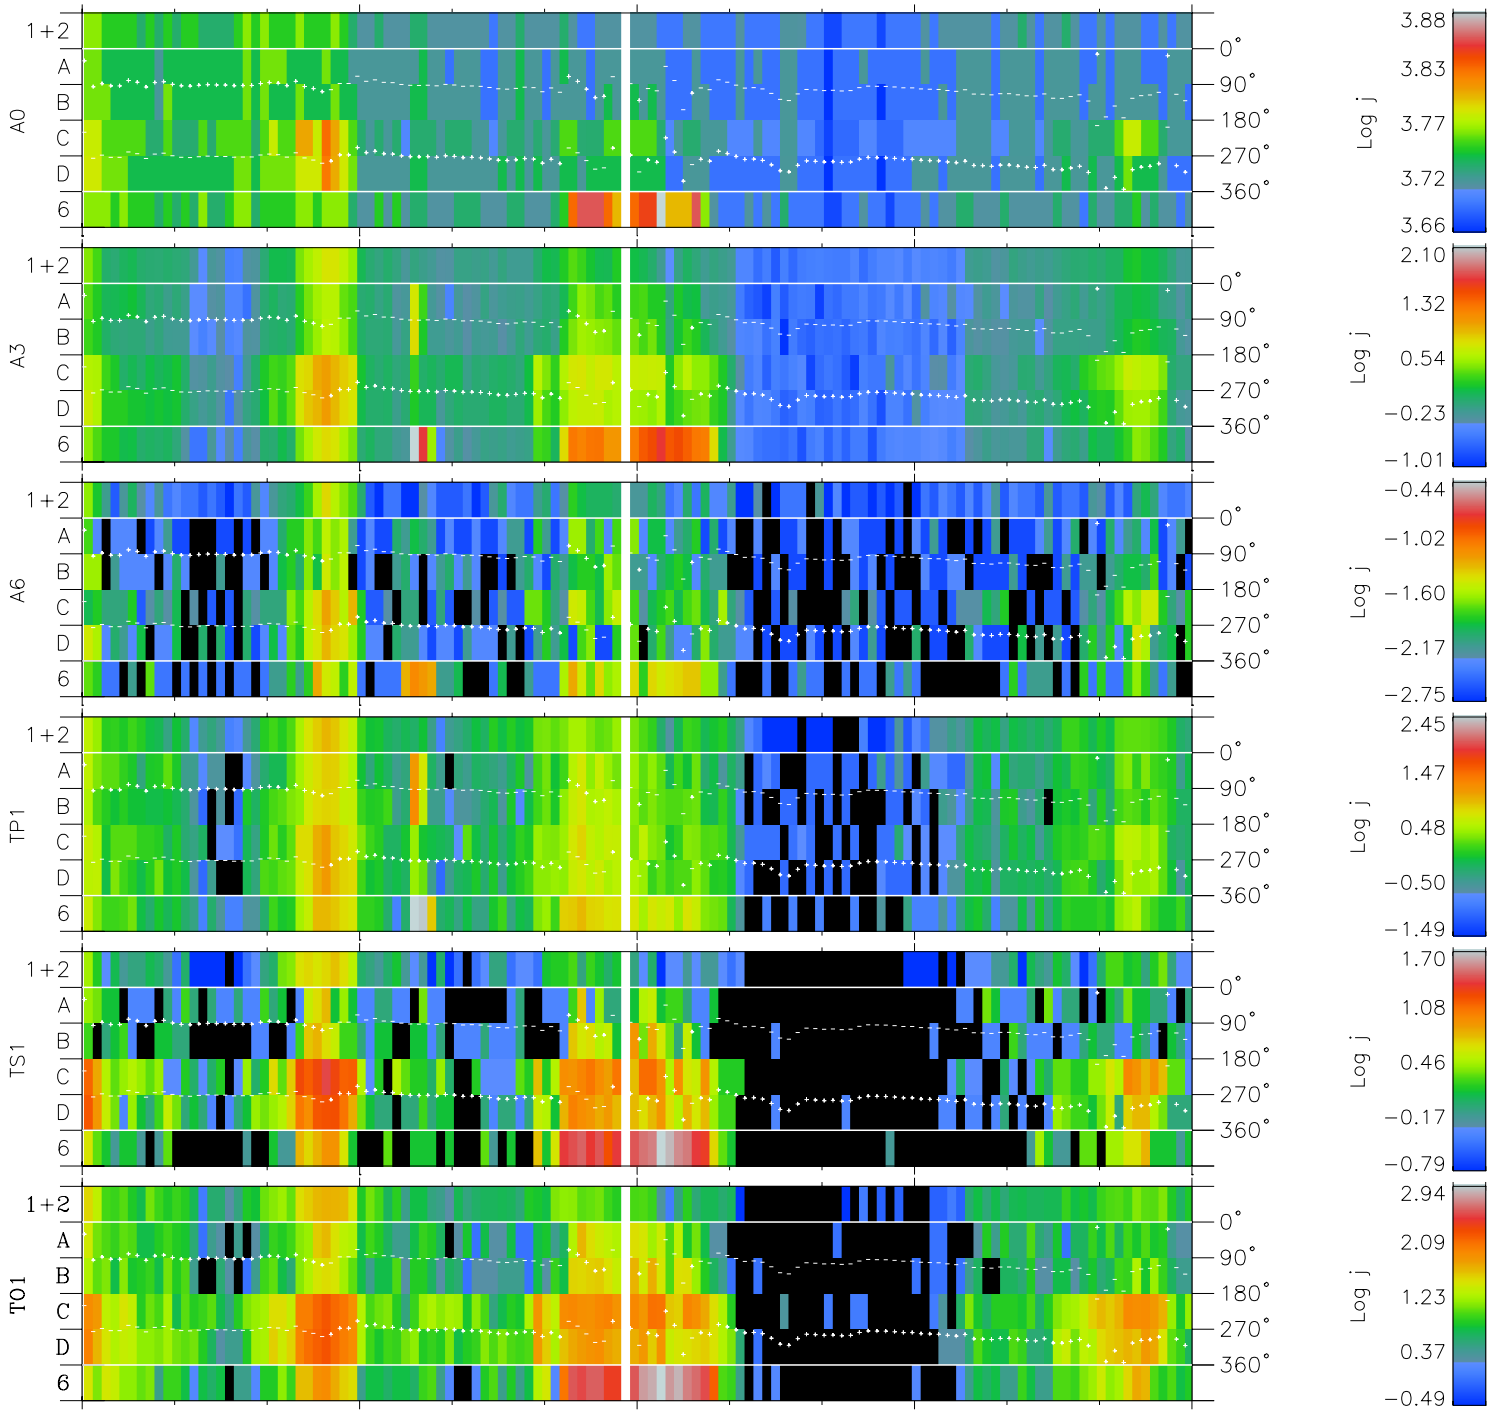 A0
1+2
A
B
C
D
6
0°
90°
180°
270°
360°
Log j
3.88
3.83
3.77
3.72
3.66
A3
1+2
A
B
C
D
6
0°
90°
180°
270°
360°
Log j
2.10
1.32
0.54
−0.23
−1.01
A6
1+2
A
B
C
D
6
0°
90°
180°
270°
360°
Log j
−0.44
−1.02
−1.60
−2.17
−2.75
TP1
1+2
A
B
C
D
6
0°
90°
180°
270°
360°
Log j
2.45
1.47
0.48
−0.50
−1.49
TS1
1+2
A
B
C
D
6
0°
90°
180°
270°
360°
Log j
1.70
1.08
0.46
−0.17
−0.79
TO1
1+2
A
B
C
D
6
0°
90°
180°
270°
360°
Log j
2.94
2.09
1.23
0.37
−0.49